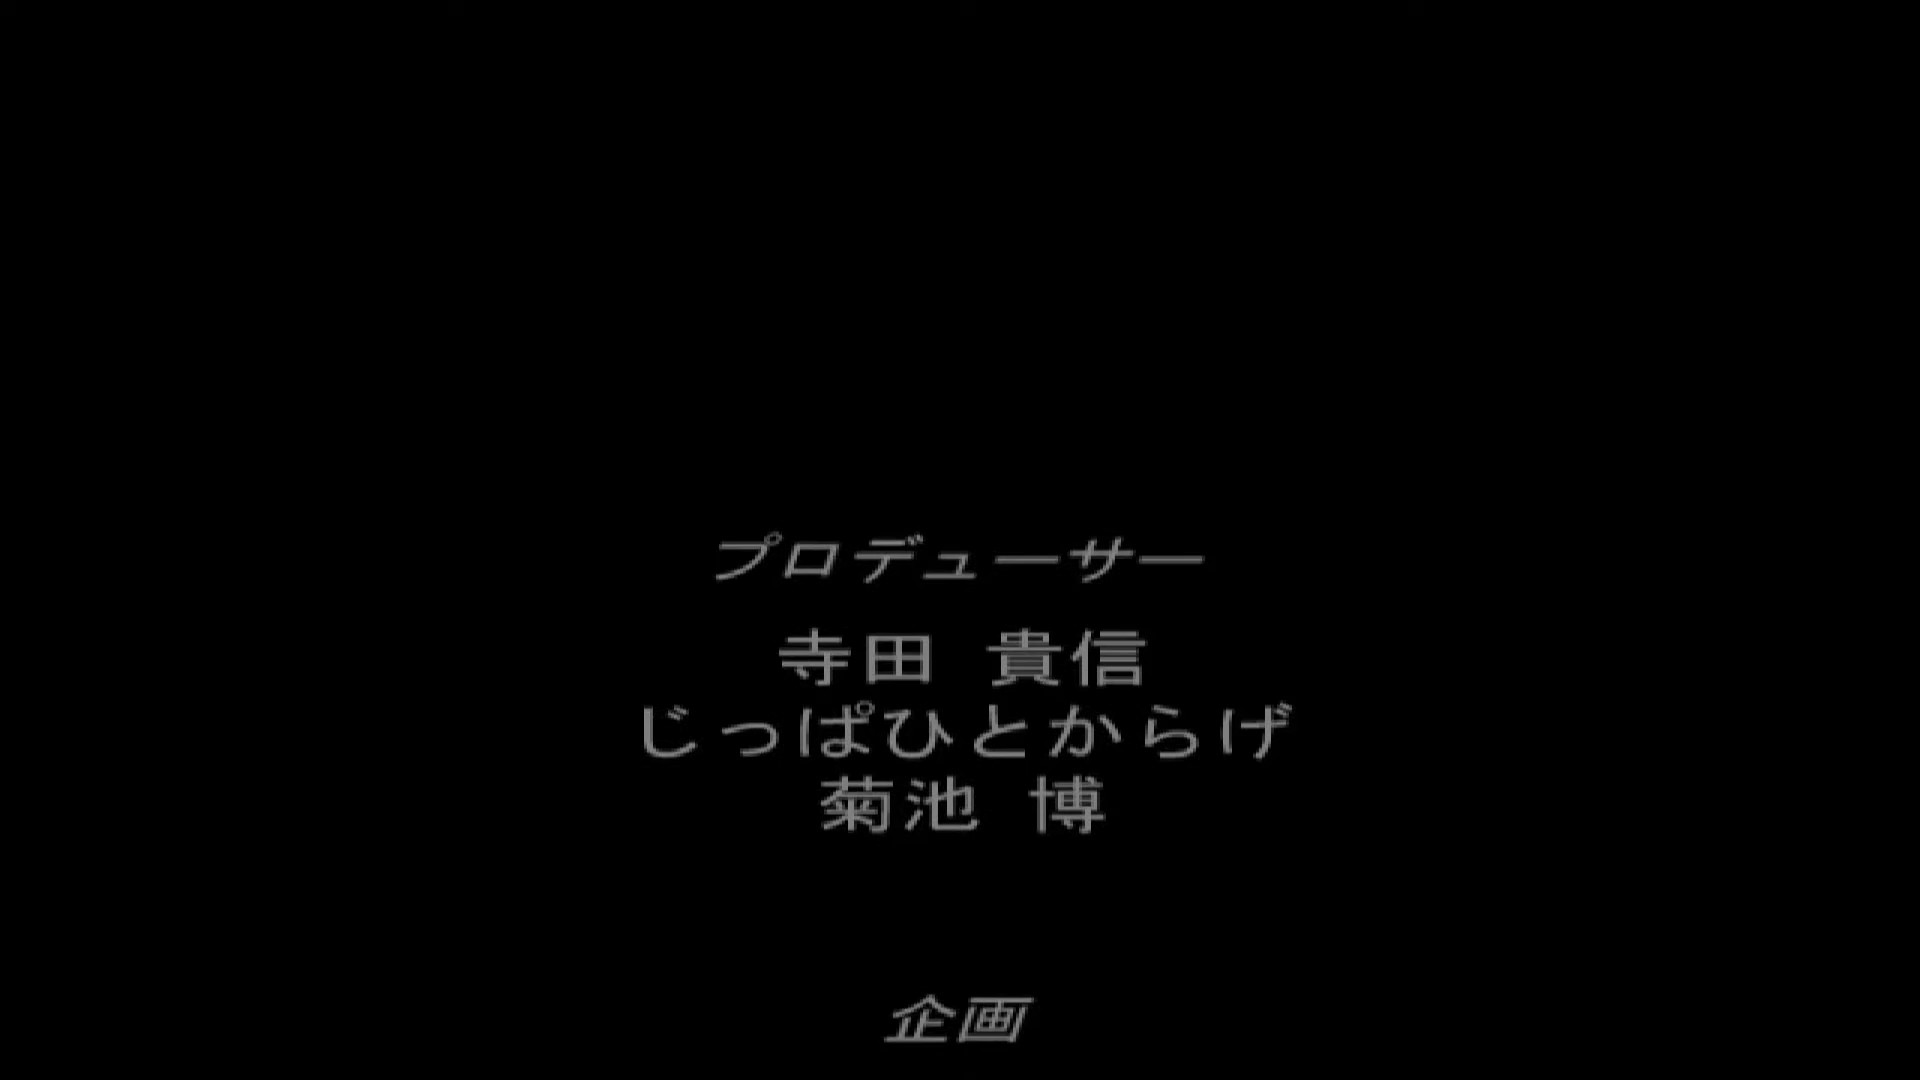 プロデューサー
寺田 貴信
じっぱひとからげ
菊池 博
企画